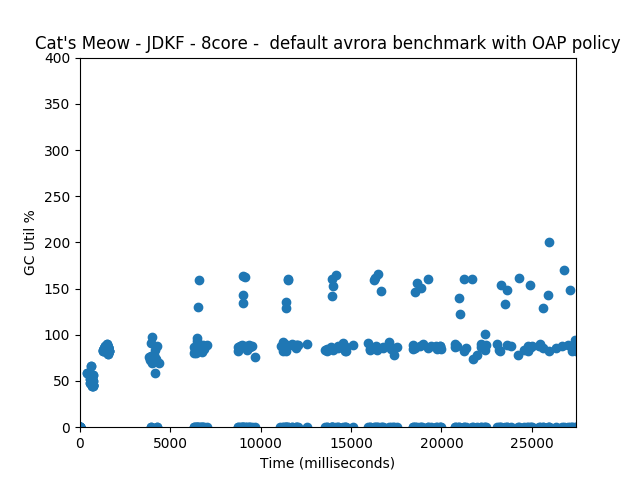 Cat's Meow - JDKF - 8core -  default avrora benchmark with OAP policy
400
350
300
250
200
150
100
50
0
GC Util %
0 5000 10000 15000 20000 25000
Time (milliseconds)